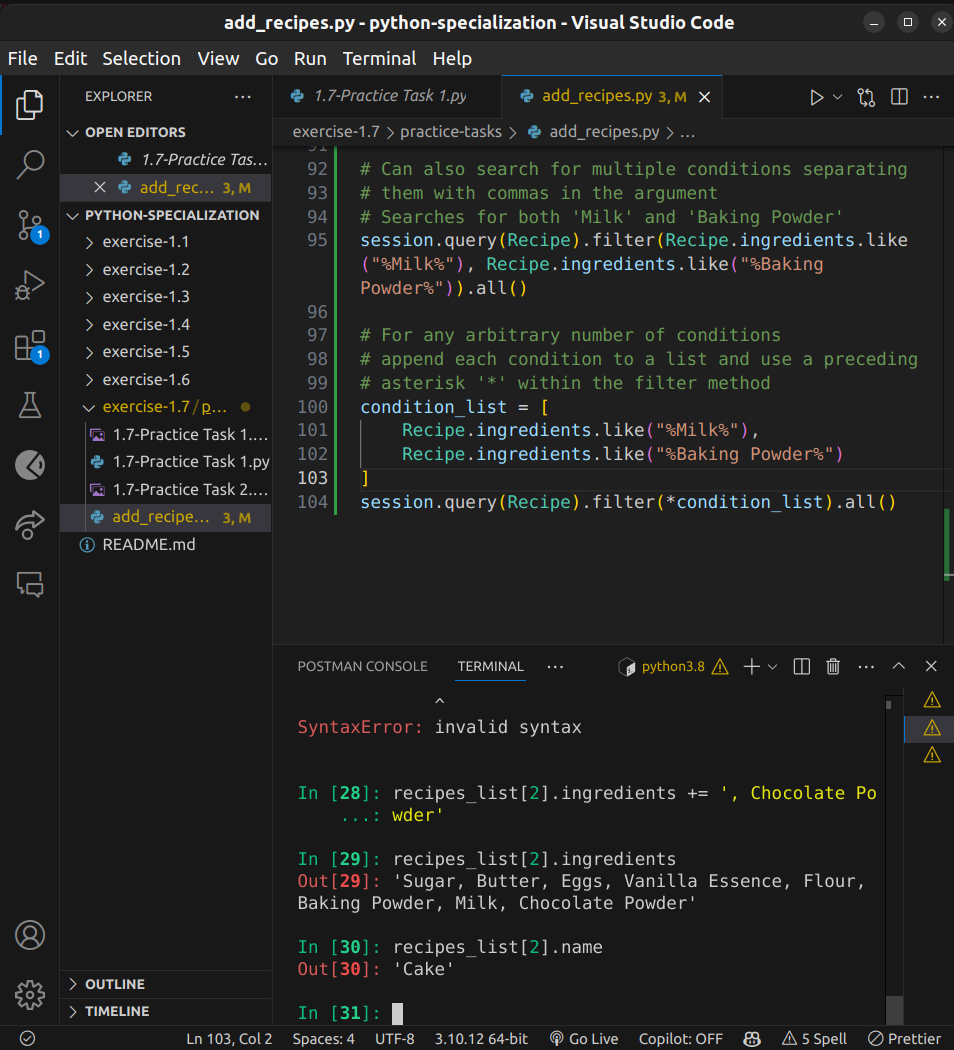 add_recipes.py - python-specialization - Visual Studio Code
File Edit Selection View Go Run Terminal Help
EXPLORER
OPEN EDITORS
1.7-Practice Tas...
add_rec... 3, M
PYTHON-SPECIALIZATION
exercise-1.1
exercise-1.2
exercise-1.3
exercise-1.4
exercise-1.5
exercise-1.6
exercise-1.7 / p...
1.7-Practice Task 1....
1.7-Practice Task 1.py
1.7-Practice Task 2....
add_recipe... 3, M
README.md
OUTLINE
TIMELINE
1
1
1.7-Practice Task 1.py
add_recipes.py 3, M
exercise-1.7 > practice-tasks > add_recipes.py > ...
91
92 # Can also search for multiple conditions separating
93 # them with commas in the argument
94 # Searches for both 'Milk' and 'Baking Powder'
95 session.query(Recipe).filter(Recipe.ingredients.like
("%Milk%"), Recipe.ingredients.like("%Baking
Powder%")).all()
96
97 # For any arbitrary number of conditions
98 # append each condition to a list and use a preceding
99 # asterisk '*' within the filter method
100 condition_list = [
101 Recipe.ingredients.like("%Milk%"),
102 Recipe.ingredients.like("%Baking Powder%")
103 ]
104 session.query(Recipe).filter(*condition_list).all()
POSTMAN CONSOLE TERMINAL ... python3.8
^
SyntaxError: invalid syntax
In [28]: recipes_list[2].ingredients += ', Chocolate Po
...: wder'
In [29]: recipes_list[2].ingredients
Out[29]: 'Sugar, Butter, Eggs, Vanilla Essence, Flour,
Baking Powder, Milk, Chocolate Powder'
In [30]: recipes_list[2].name
Out[30]: 'Cake'
In [31]:
Ln 103, Col 2 Spaces: 4 UTF-8 3.10.12 64-bit Go Live Copilot: OFF 5 Spell Prettier